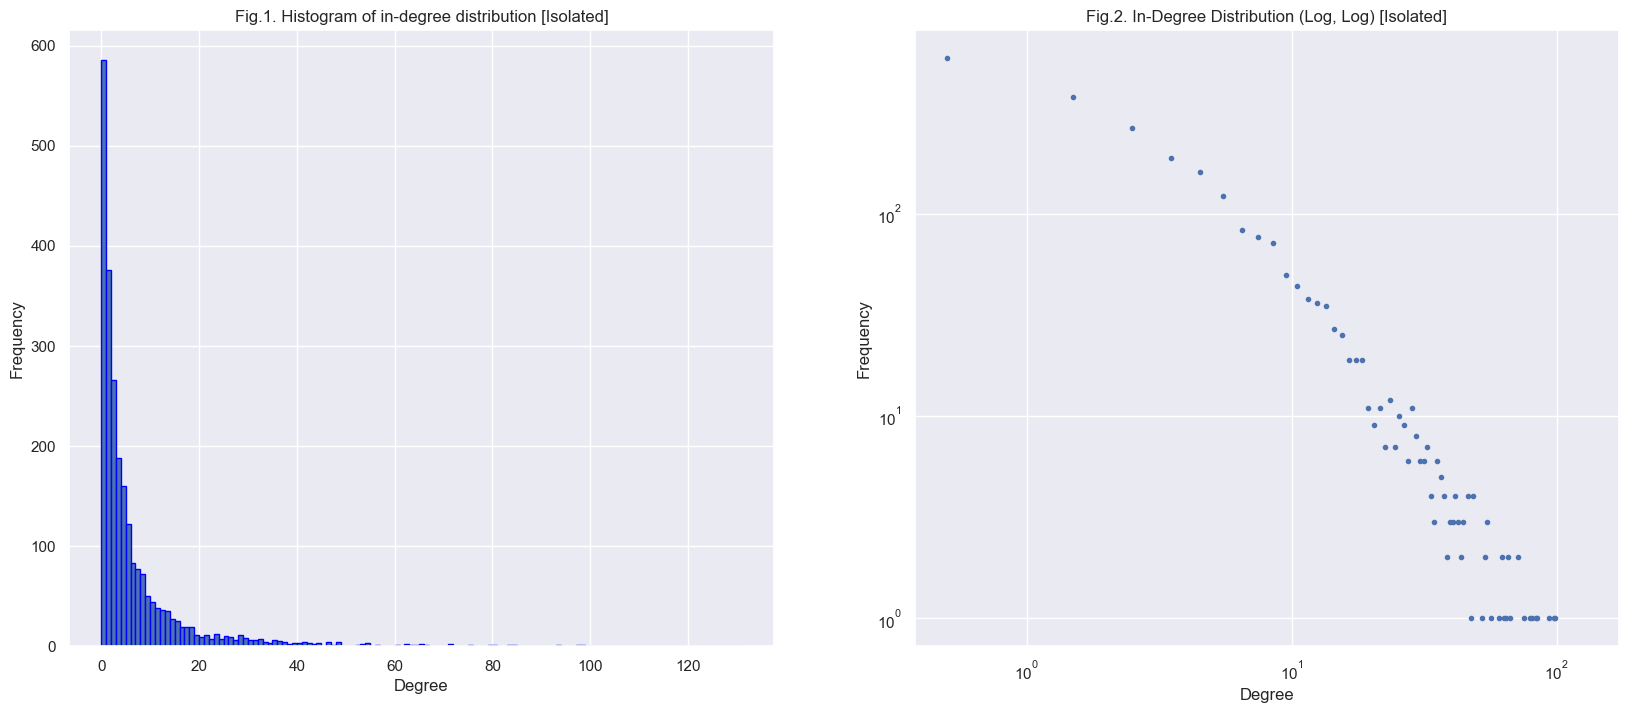 Fig.1. Histogram of in-degree distribution [Isolated]
600
500
400
300
200
100
0
Frequency
0 20 40 60 80 100 120
Degree
Fig.2. In-Degree Distribution (Log, Log) [Isolated]
10²
10¹
10⁰
Frequency
10⁰ 10¹ 10²
Degree